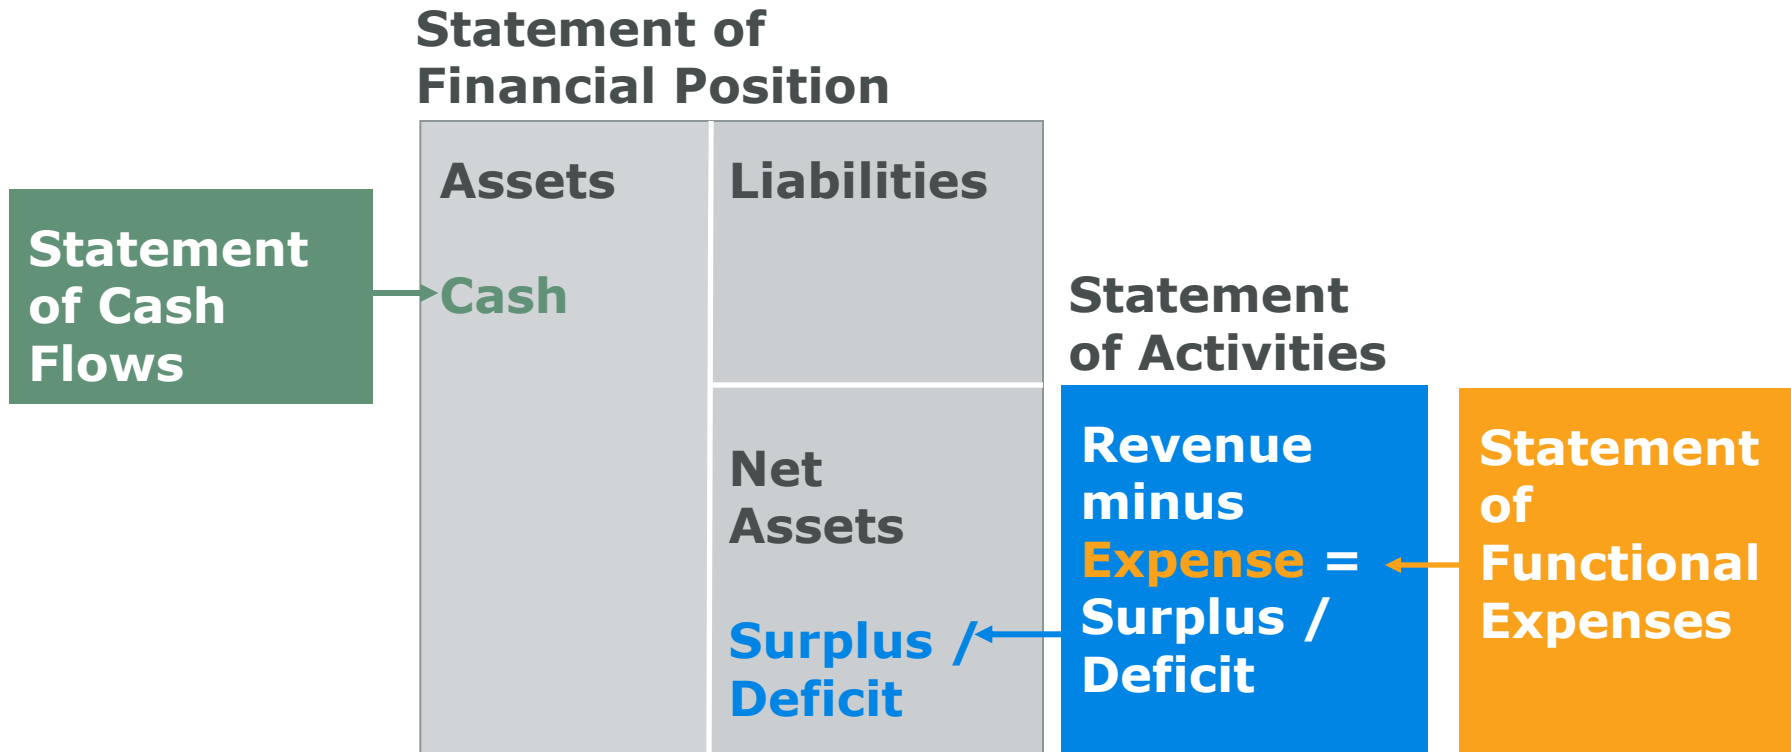 Statement of
Financial Position
Assets
Cash
Liabilities
Net
Assets
Surplus /
Deficit
Statement
of Cash
Flows
Statement
of Activities
Revenue
minus
Expense =
Surplus /
Deficit
Statement
of
Functional
Expenses